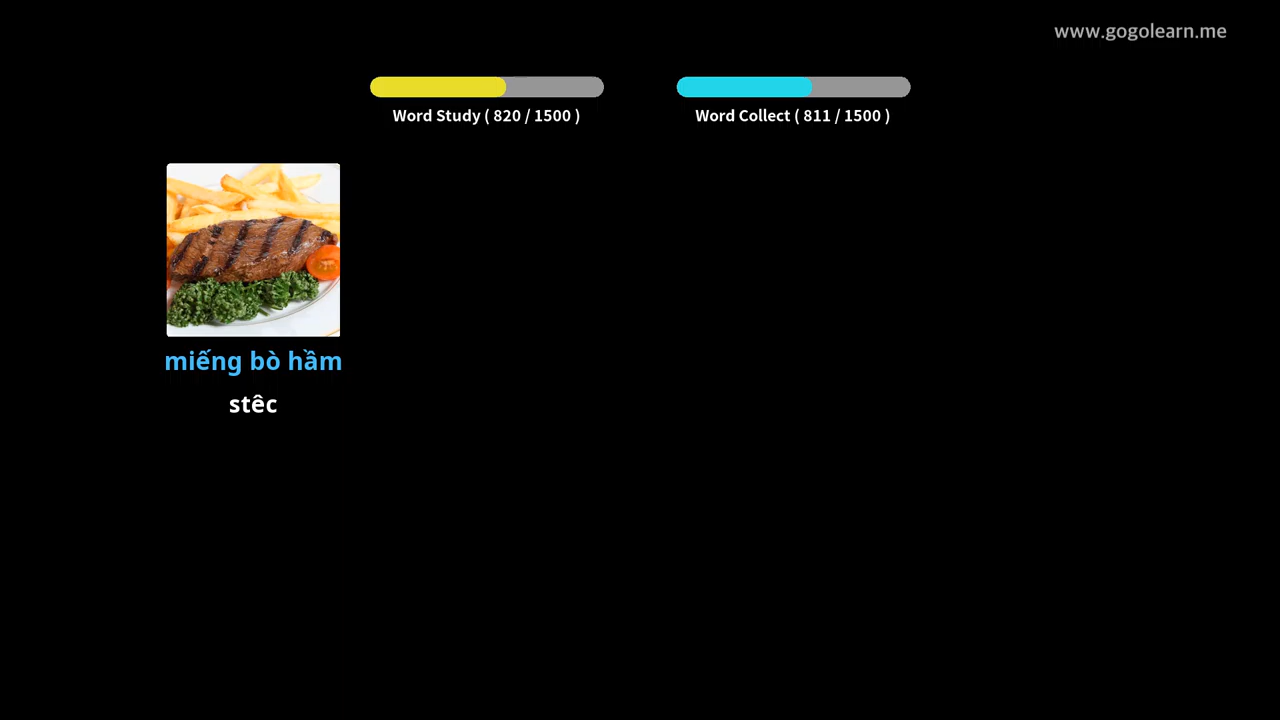 www.gogolearn.me
Word Study ( 820 / 1500 )
Word Collect ( 811 / 1500 )
miếng bò hầm
stêc